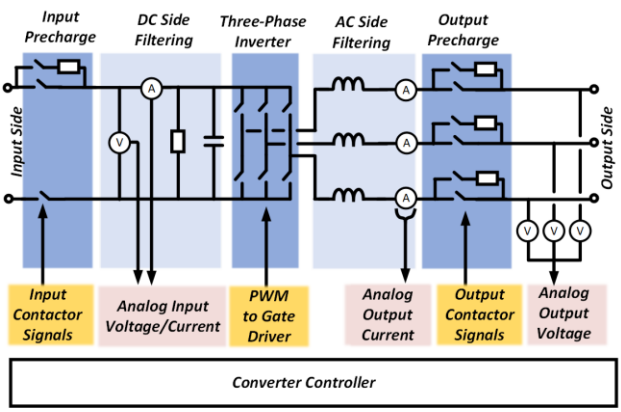 Input
Precharge
DC Side
Filtering
Three-Phase
Inverter
AC Side
Filtering
Output
Precharge
Input Side
A
V
A
A
A
V
V
V
Output Side
Input
Contactor
Signals
Analog Input
Voltage/Current
PWM
to Gate
Driver
Analog
Output
Current
Output
Contactor
Signals
Analog
Output
Voltage
Converter Controller